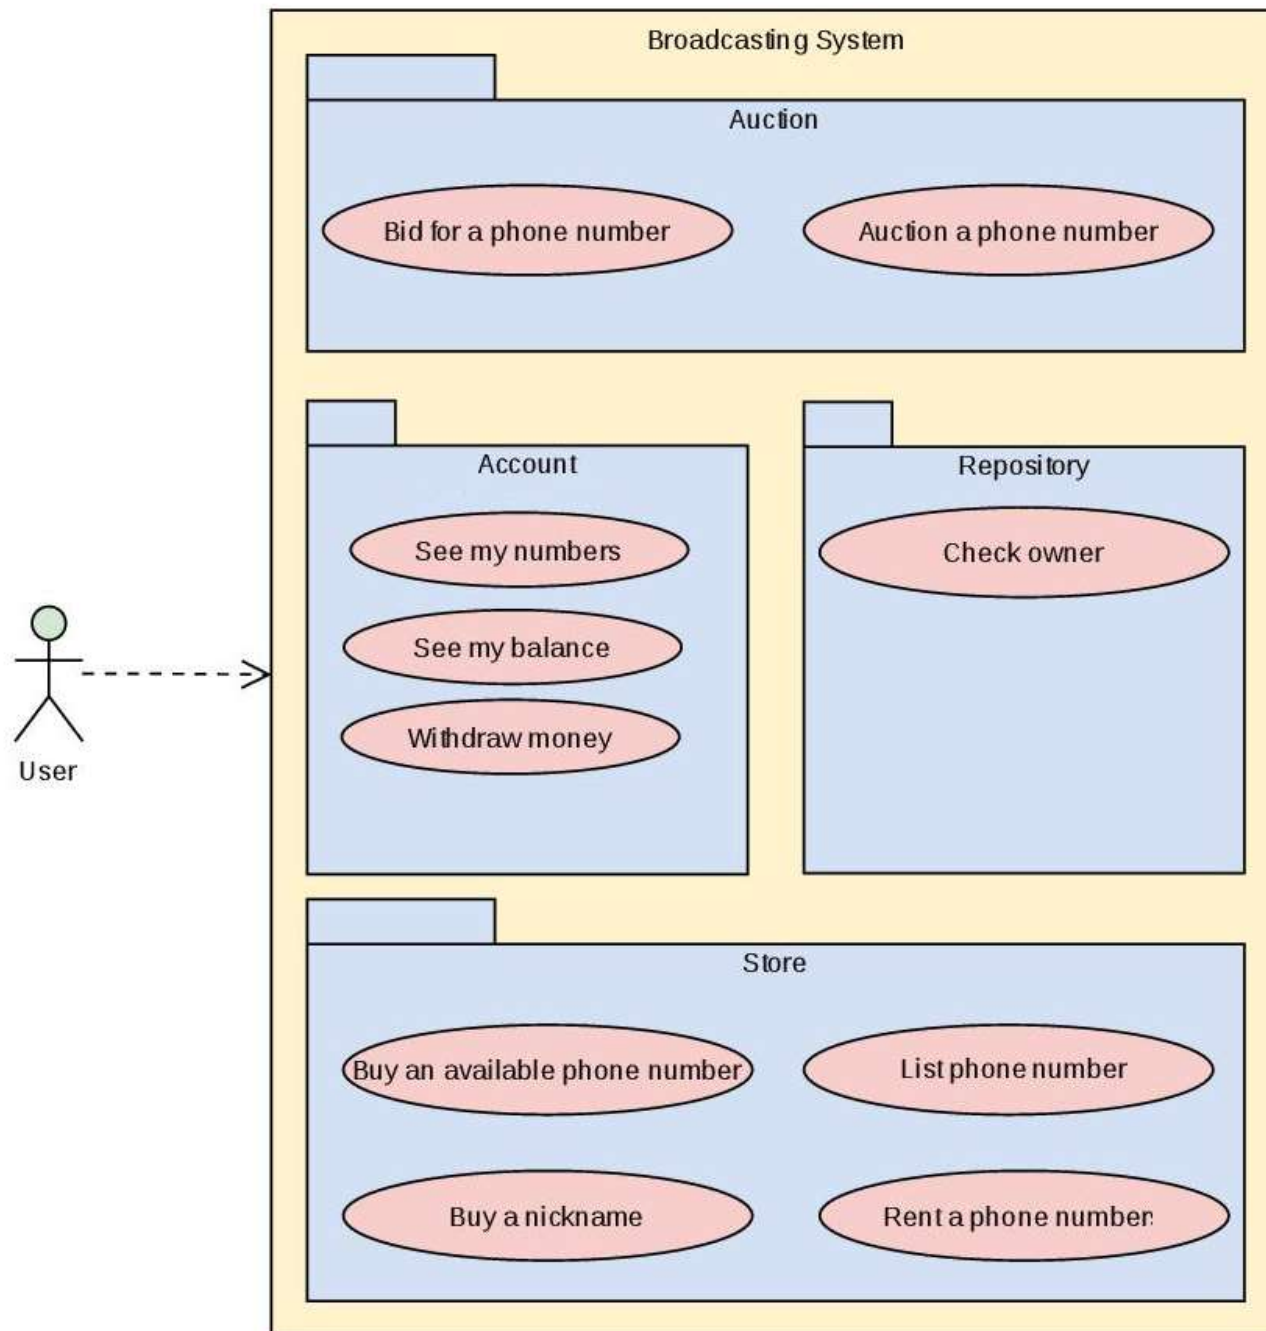 Broadcasting System
Auction
Bid for a phone number
Auction a phone number
Account
Repository
See my numbers
Check owner
See my balance
Withdraw money
User
Store
Buy an available phone number
List phone number
Buy a nickname
Rent a phone number